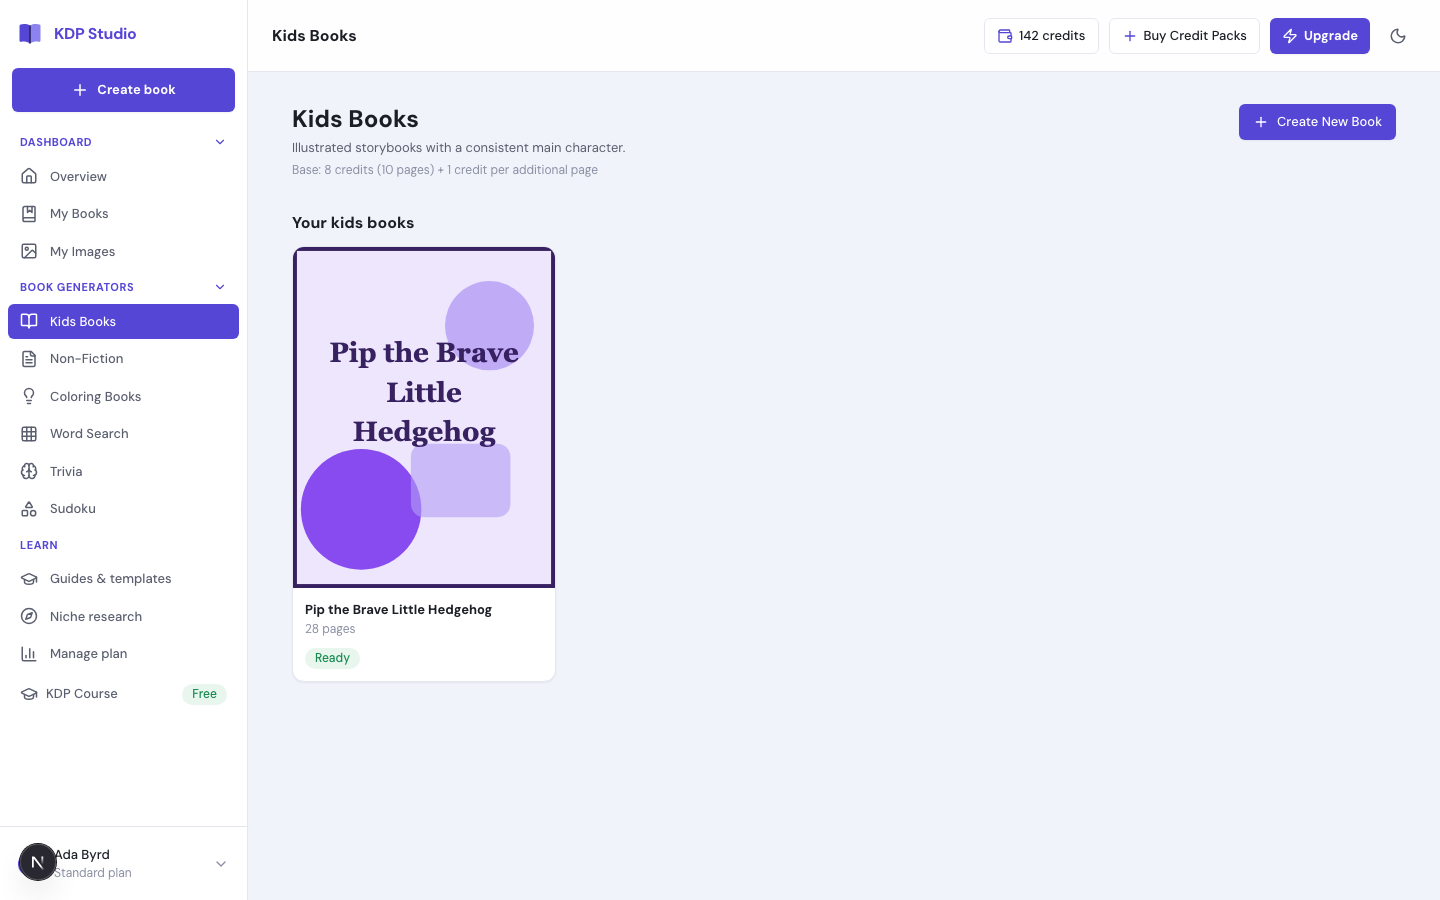 KDP Studio
Create book
DASHBOARD
Overview
My Books
My Images
BOOK GENERATORS
Kids Books
Non-Fiction
Coloring Books
Word Search
Trivia
Sudoku
LEARN
Guides & templates
Niche research
Manage plan
KDP Course Free
N
Ada Byrd
Standard plan
Kids Books
142 credits
Buy Credit Packs
Upgrade
Kids Books
Create New Book
Illustrated storybooks with a consistent main character.
Base: 8 credits (10 pages) + 1 credit per additional page
Your kids books
Pip the Brave
Little
Hedgehog
Pip the Brave Little Hedgehog
28 pages
Ready